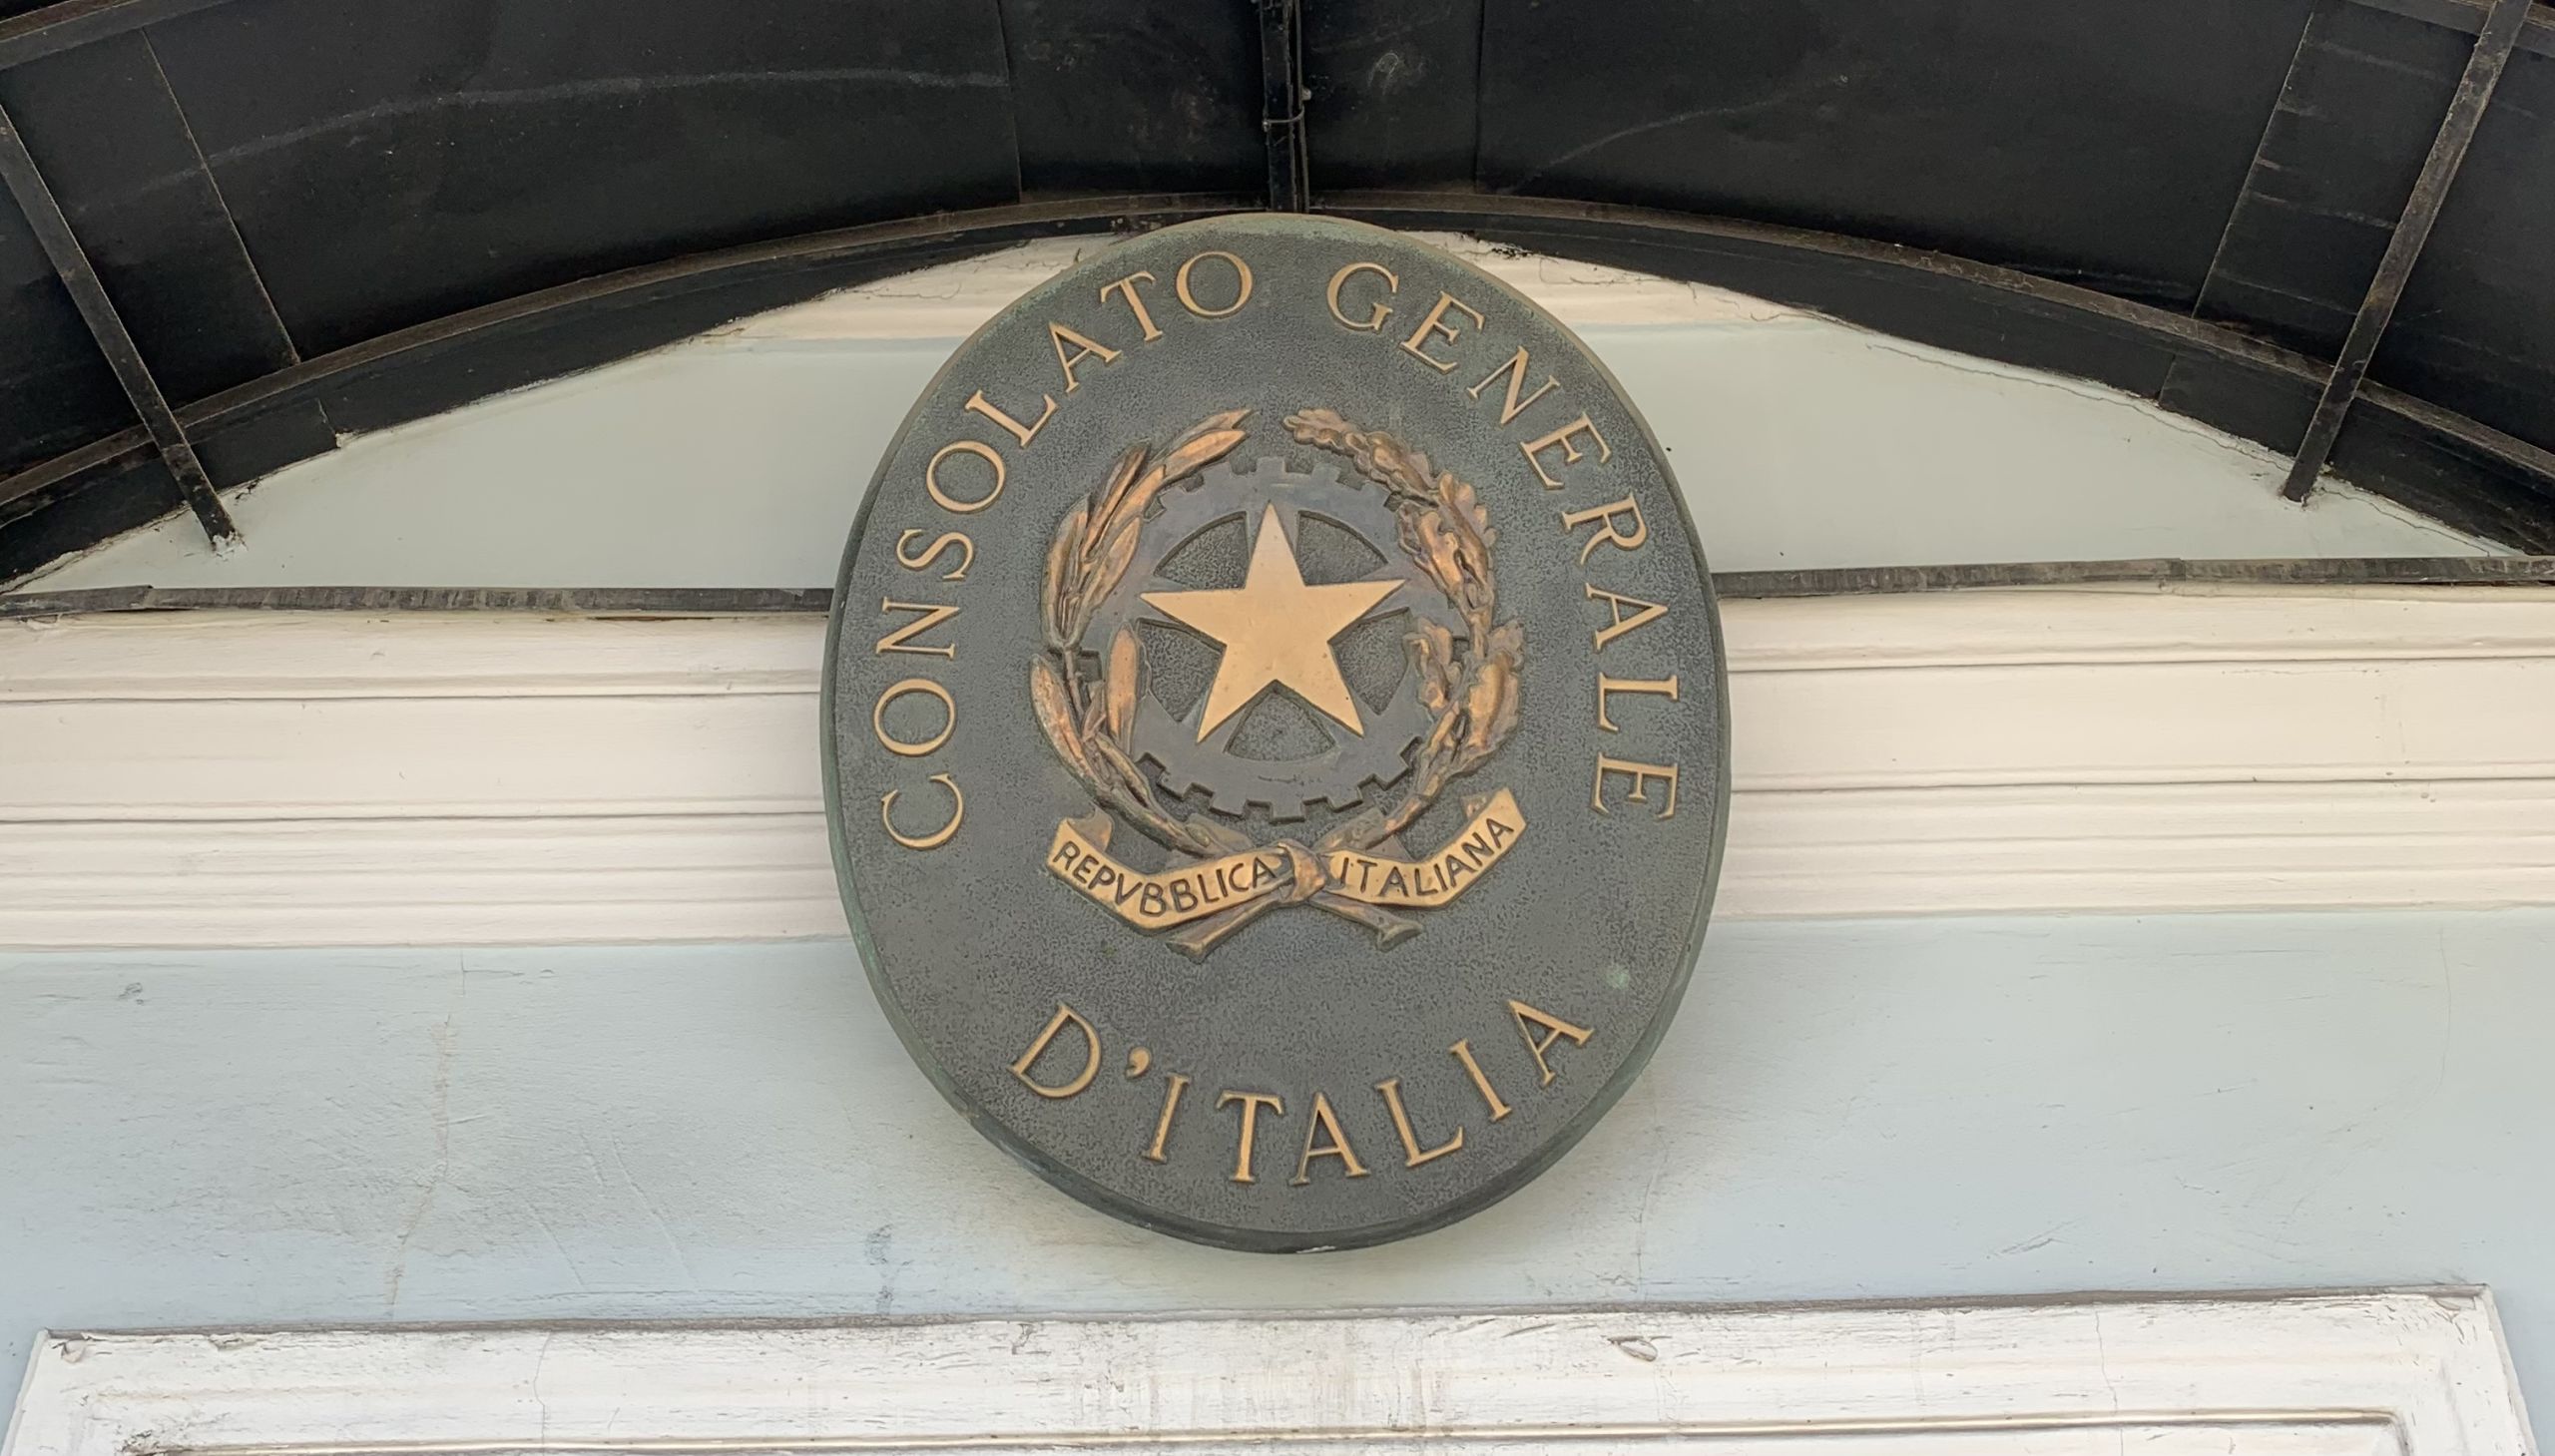 CONSOLATO GENERALE
REPVBBLICA ITALIANA
D'ITALIA